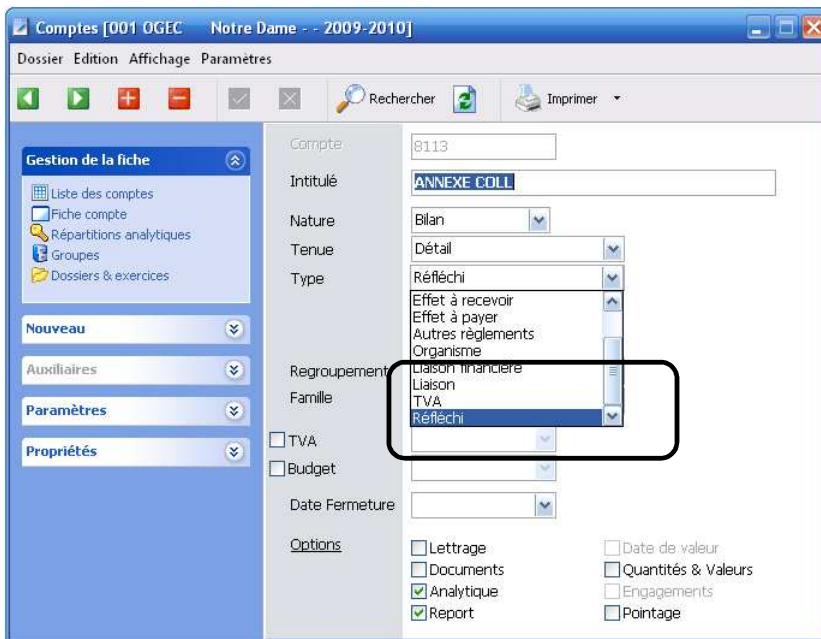 Comptes [001 OGEC Notre Dame - - 2009-2010]
Dossier Edition Affichage Paramètres
Rechercher Imprimer
Gestion de la fiche
Liste des comptes
Fiche compte
Répartitions analytiques
Groupes
Dossiers & exercices
Nouveau
Auxiliaires
Paramètres
Propriétés
Compte 8113
Intitulé ANNEXE COLL
Nature Bilan
Tenue Détail
Type Réfléchi
Effet à recevoir
Effet à payer
Autres règlements
Organisme
Liaison financière
Liaison
TVA
Réfléchi
Regroupement
Famille
TVA
Budget
Date Fermeture
Options
Lettrage Date de valeur
Documents Quantités & Valeurs
Analytique Engagements
Report Pointage